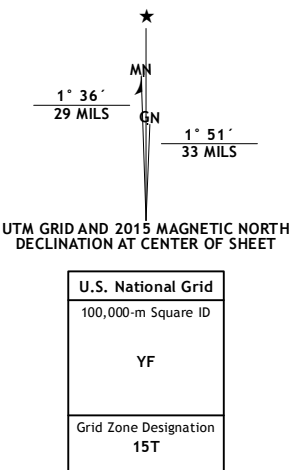 ★
MN
1° 36´
29 MILS
GN
1° 51´
33 MILS
UTM GRID AND 2015 MAGNETIC NORTH
DECLINATION AT CENTER OF SHEET
U.S. National Grid
100,000-m Square ID
YF
Grid Zone Designation
15T